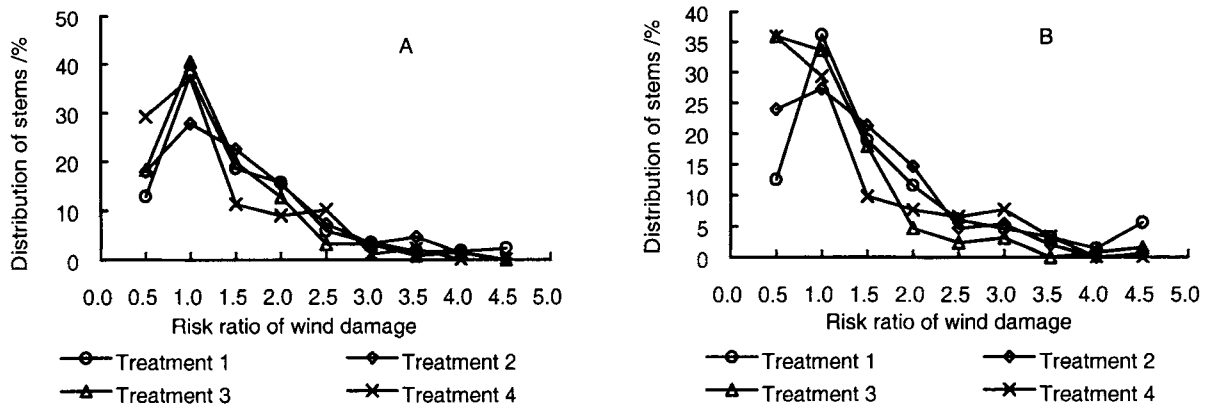 A
Distribution of stems /%
50
40
30
20
10
0
0.0 0.5 1.0 1.5 2.0 2.5 3.0 3.5 4.0 4.5 5.0
Risk ratio of wind damage
Treatment 1 Treatment 2
Treatment 3 Treatment 4
B
Distribution of stems /%
40
35
30
25
20
15
10
5
0
0.0 0.5 1.0 1.5 2.0 2.5 3.0 3.5 4.0 4.5 5.0
Risk ratio of wind damage
Treatment 1 Treatment 2
Treatment 3 Treatment 4